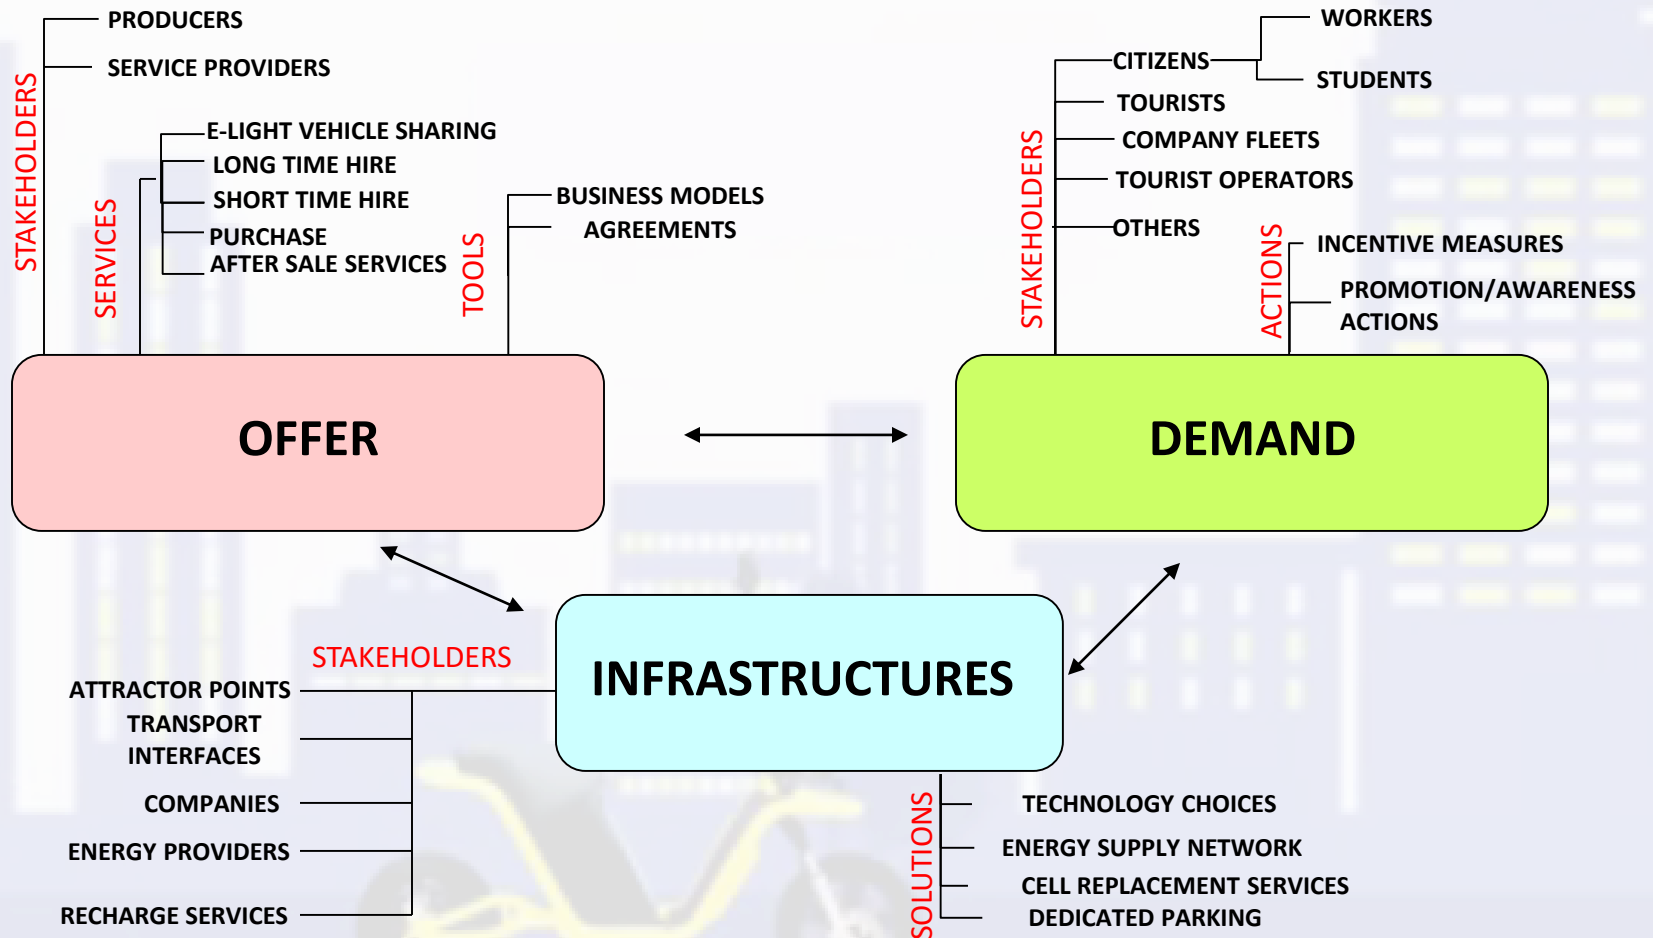 STAKEHOLDERS
PRODUCERS
SERVICE PROVIDERS
SERVICES
E-LIGHT VEHICLE SHARING
LONG TIME HIRE
SHORT TIME HIRE
PURCHASE
AFTER SALE SERVICES
TOOLS
BUSINESS MODELS
AGREEMENTS
OFFER
STAKEHOLDERS
CITIZENS
WORKERS
STUDENTS
TOURISTS
COMPANY FLEETS
TOURIST OPERATORS
OTHERS
ACTIONS
INCENTIVE MEASURES
PROMOTION/AWARENESS
ACTIONS
DEMAND
INFRASTRUCTURES
STAKEHOLDERS
ATTRACTOR POINTS
TRANSPORT
INTERFACES
COMPANIES
ENERGY PROVIDERS
RECHARGE SERVICES
SOLUTIONS
TECHNOLOGY CHOICES
ENERGY SUPPLY NETWORK
CELL REPLACEMENT SERVICES
DEDICATED PARKING